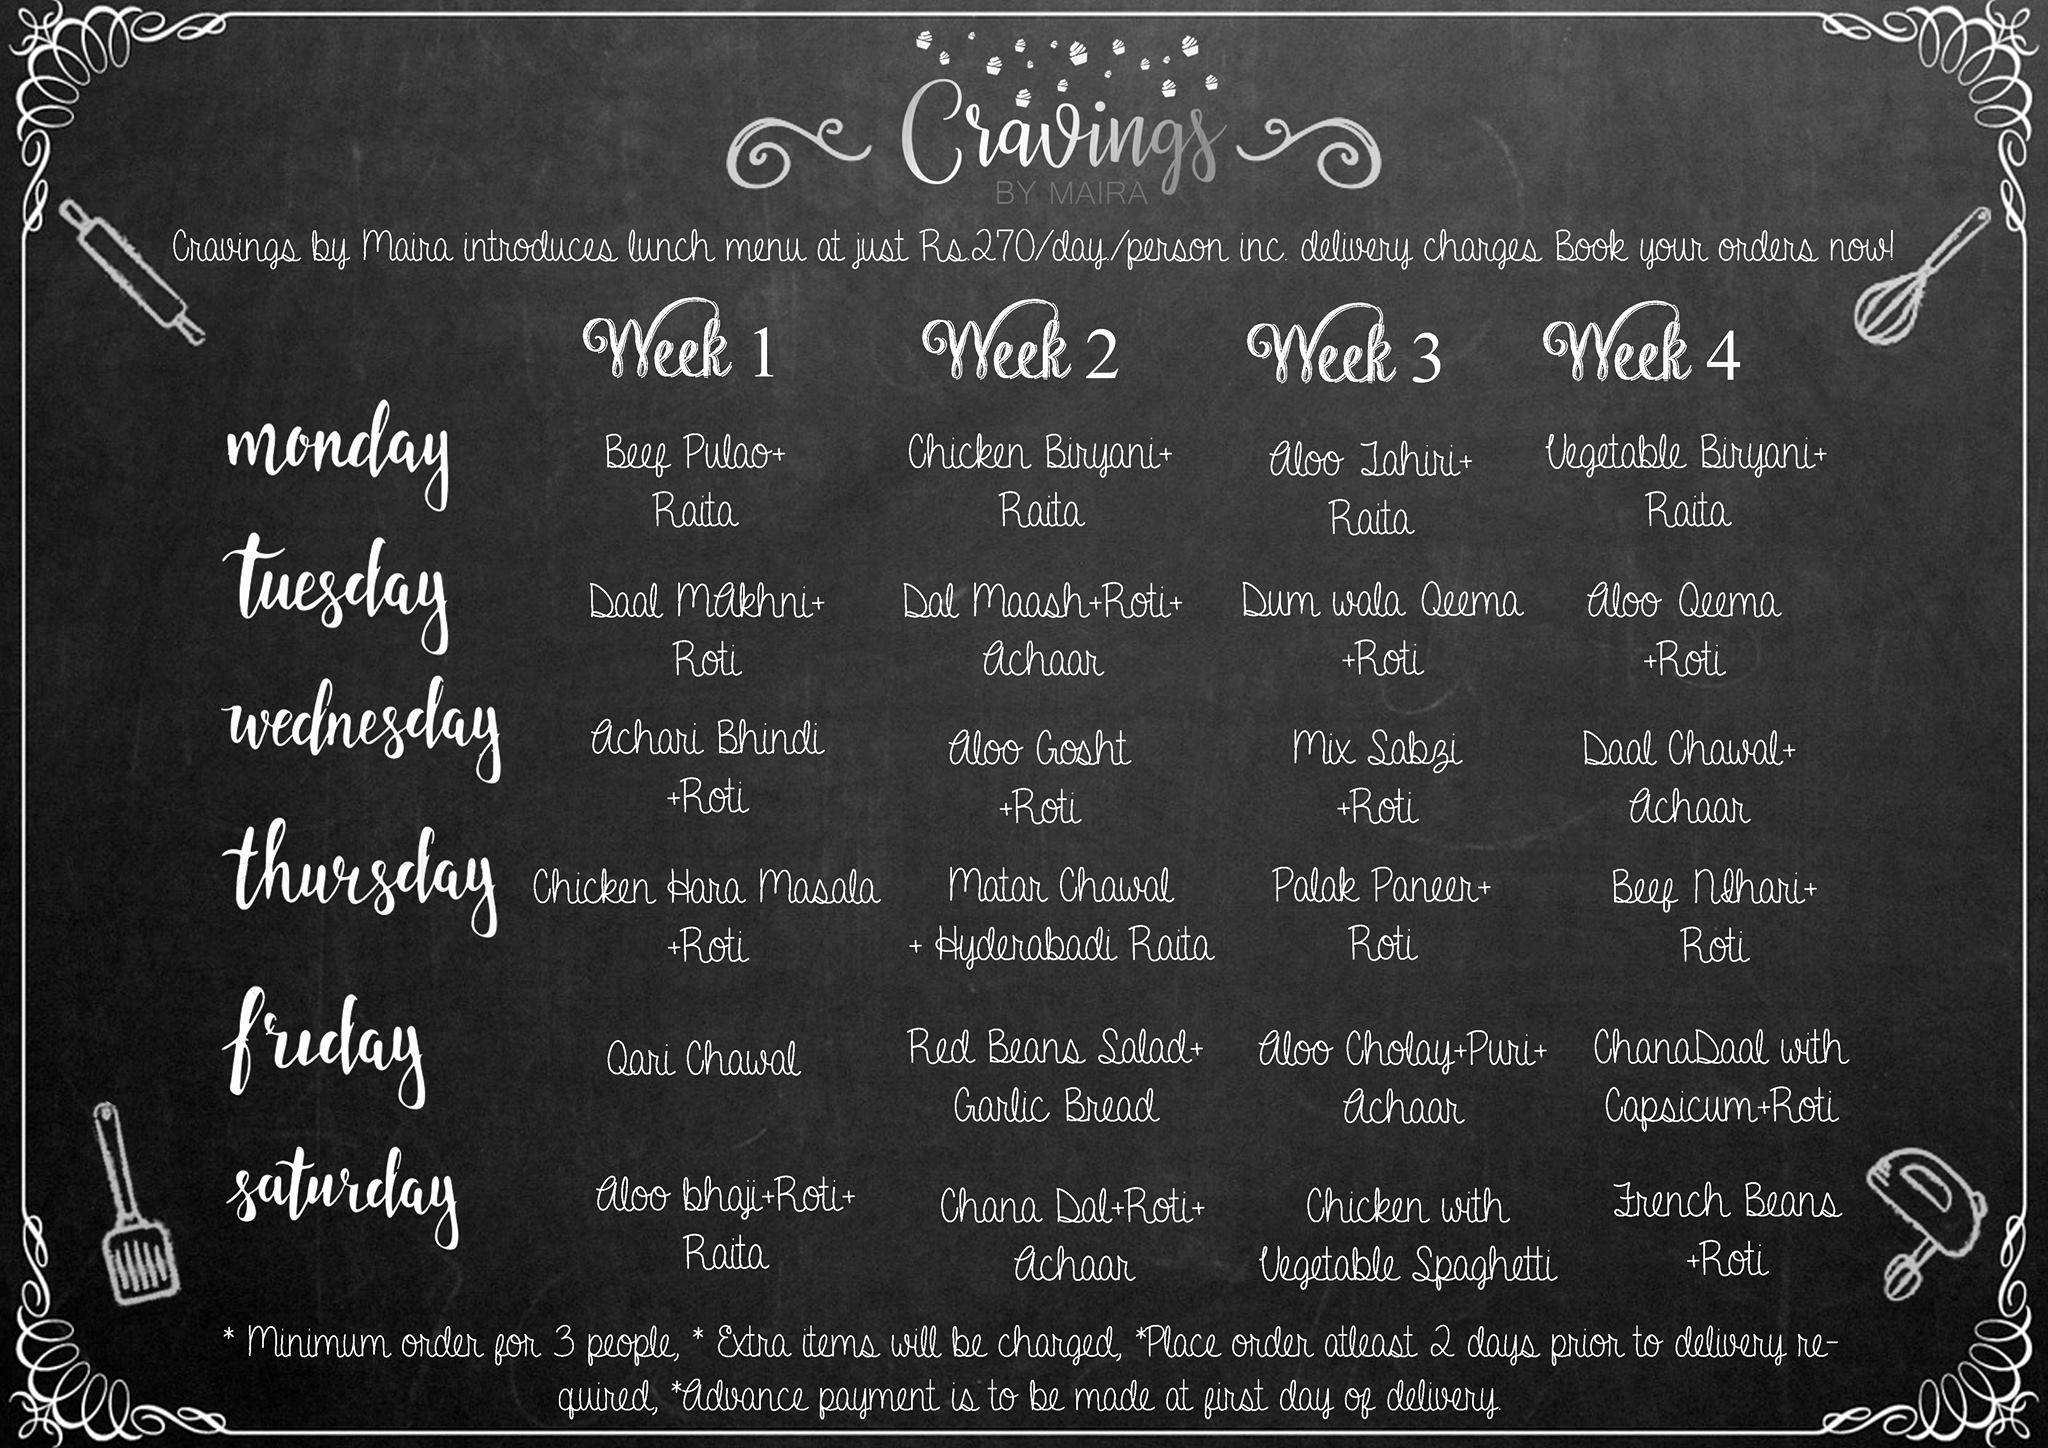 Cravings
BY MAIRA
Cravings by Maira introduces lunch menu at just Rs.270/day./person inc. delivery charges Book your orders now!
Week 1 Week 2 Week 3 Week 4
monday
Beef Pulao+ Chicken Biryani+ Aloo Tahiri+ Vegetable Biryani+
Raita Raita Raita Raita
tuesday
Daal MAkhni+ Dal Maash+Roti+ Dum wala Qeema Aloo Qeema
Roti Achaar +Roti +Roti
wednesday
Achari Bhindi Aloo Gosht Mix Sabzi Daal Chawal+
+Roti +Roti +Roti Achaar
thursday
Chicken Hara Masala Matar Chawal Palak Paneer+ Beef NIhari+
+Roti + Hyderabadi Raita Roti Roti
friday
Qari Chawal Red Beans Salad+ Aloo Cholay+Puri+ ChanaDaal with
Garlic Bread Achaar Capsicum+Roti
saturday
Aloo bhaji+Roti+ Chana Dal+Roti+ Chicken with French Beans
Raita Achaar Vegetable Spaghetti +Roti
* Minimum order for 3 people, * Extra items will be charged, *Place order atleast 2 days prior to delivery re-
quired, *Advance payment is to be made at first day of delivery.